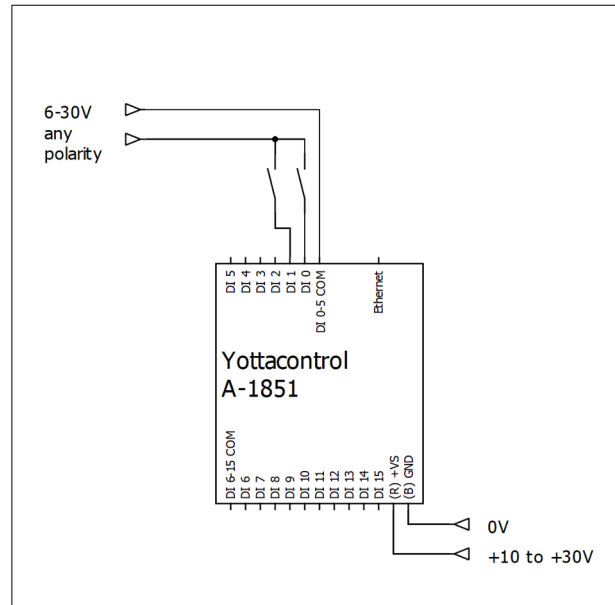 6-30V
any
polarity
DI 5
DI 4
DI 3
DI 2
DI 1
DI 0
DI 0-5 COM
Ethernet
Yottacontrol
A-1851
DI 6-15 COM
DI 6
DI 7
DI 8
DI 9
DI 10
DI 11
DI 12
DI 13
DI 14
DI 15
(R) +VS
(B) GND
0V
+10 to +30V